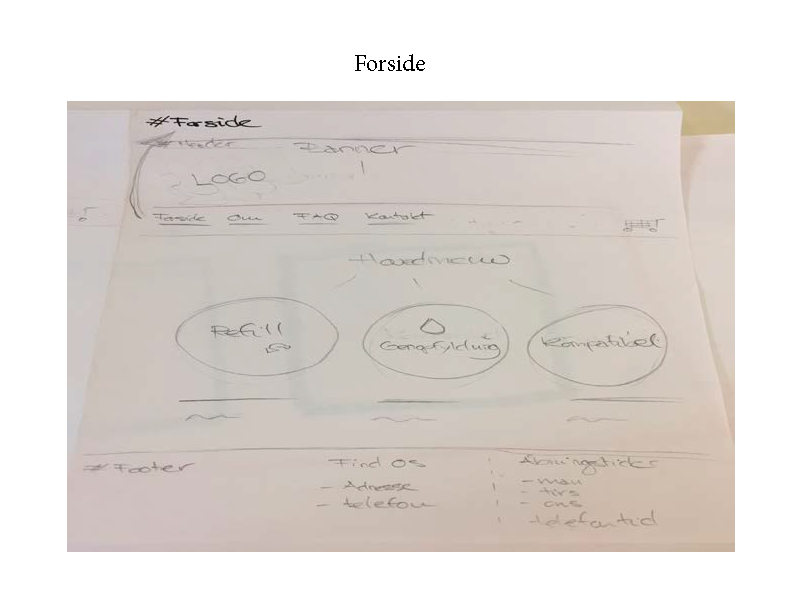 Forside
#Forside
#Header Banner
LOGO
Forside Om FAQ Kontakt
Hovedmenu
Refill Genopfyldning Kompatibel
#Footer Find Os Åbningstider
- Adresse - man
- telefon - tirs
- ons
telefontid